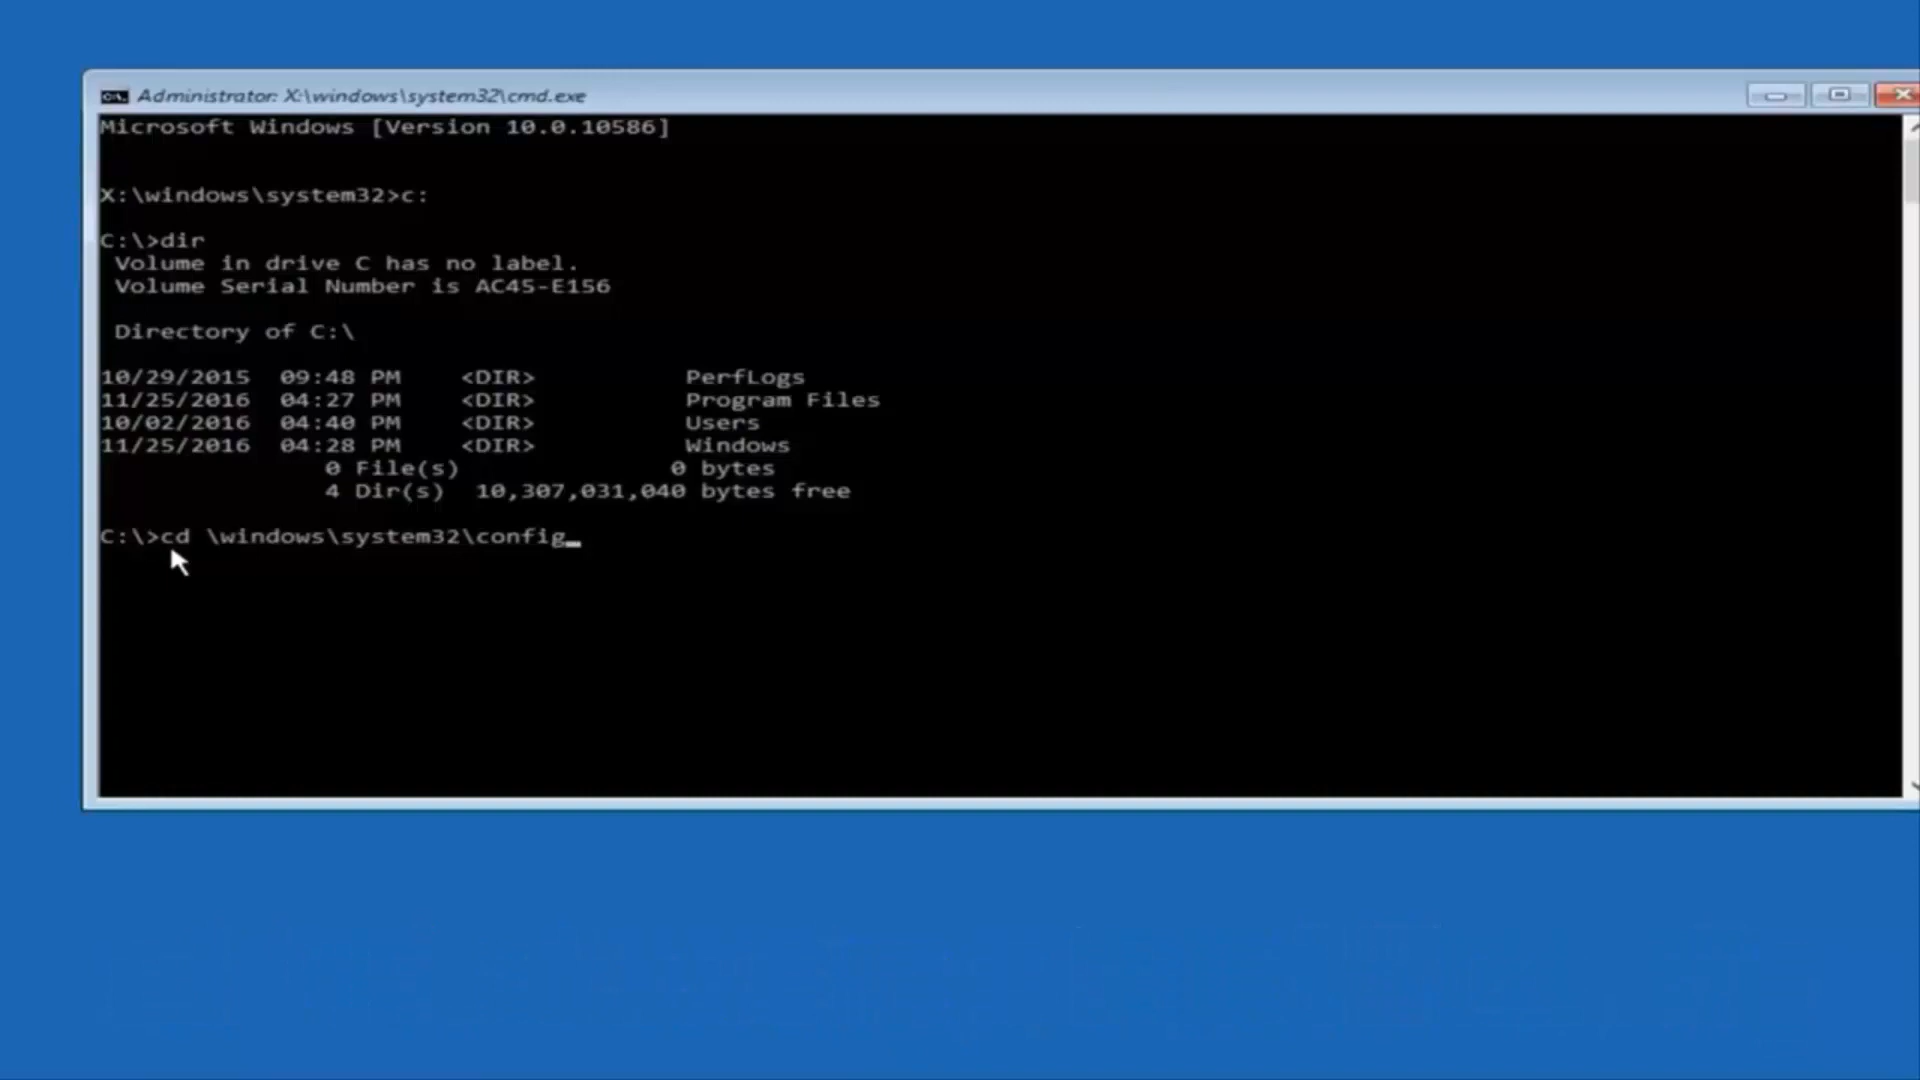 Administrator: X:\windows\system32\cmd.exe
Microsoft Windows [Version 10.0.10586]
X:\windows\system32>c:
C:\>dir
 Volume in drive C has no label.
 Volume Serial Number is AC45-E156
 Directory of C:\
10/29/2015  09:48 PM    <DIR>          PerfLogs
11/25/2016  04:27 PM    <DIR>          Program Files
10/02/2016  04:40 PM    <DIR>          Users
11/25/2016  04:28 PM    <DIR>          Windows
               0 File(s)              0 bytes
               4 Dir(s)  10,307,031,040 bytes free
C:\>cd \windows\system32\config_